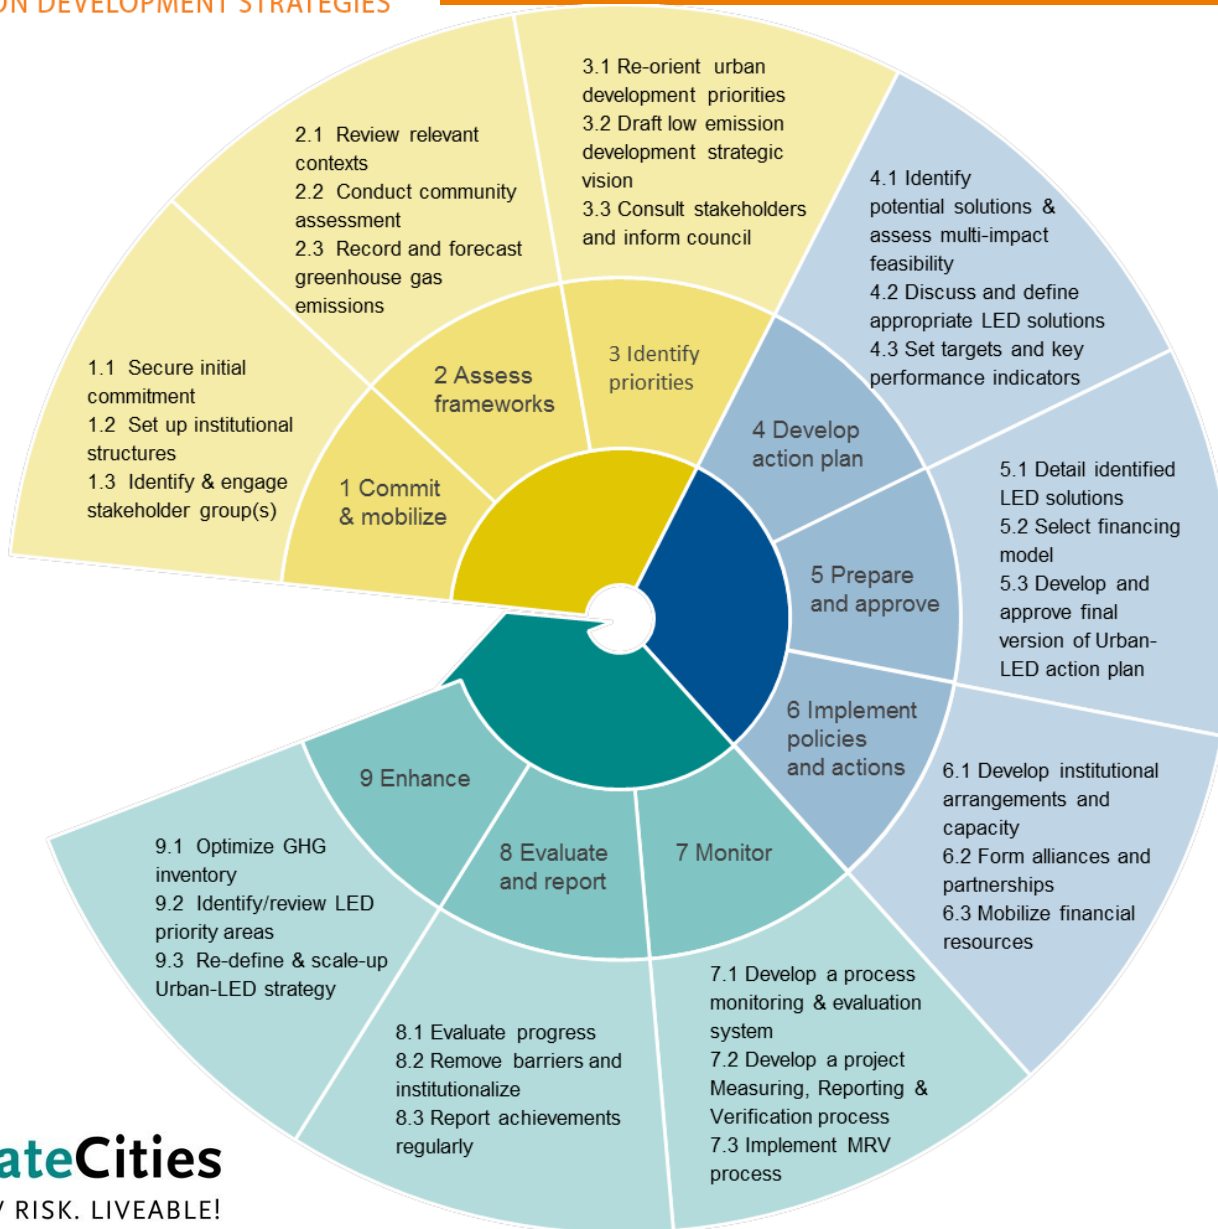 ON DEVELOPMENT STRATEGIES
1.1 Secure initial
commitment
1.2 Set up institutional
structures
1.3 Identify & engage
stakeholder group(s)
1 Commit
& mobilize
2.1 Review relevant
contexts
2.2 Conduct community
assessment
2.3 Record and forecast
greenhouse gas
emissions
2 Assess
frameworks
3.1 Re-orient urban
development priorities
3.2 Draft low emission
development strategic
vision
3.3 Consult stakeholders
and inform council
3 Identify
priorities
4.1 Identify
potential solutions &
assess multi-impact
feasibility
4.2 Discuss and define
appropriate LED solutions
4.3 Set targets and key
performance indicators
4 Develop
action plan
5.1 Detail identified
LED solutions
5.2 Select financing
model
5.3 Develop and
approve final
version of Urban-
LED action plan
5 Prepare
and approve
6 Implement
policies
and actions
6.1 Develop institutional
arrangements and
capacity
6.2 Form alliances and
partnerships
6.3 Mobilize financial
resources
7 Monitor
7.1 Develop a process
monitoring & evaluation
system
7.2 Develop a project
Measuring, Reporting &
Verification process
7.3 Implement MRV
process
8 Evaluate
and report
8.1 Evaluate progress
8.2 Remove barriers and
institutionalize
8.3 Report achievements
regularly
9 Enhance
9.1 Optimize GHG
inventory
9.2 Identify/review LED
priority areas
9.3 Re-define & scale-up
Urban-LED strategy
ateCities
RISK. LIVEABLE!